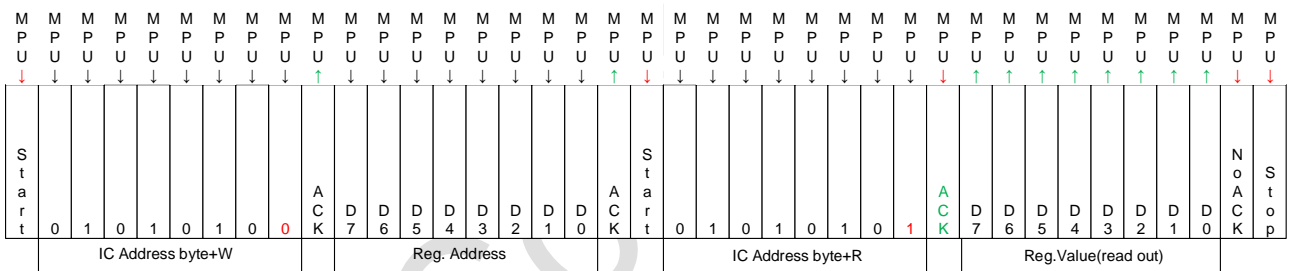 MPU MPU MPU MPU MPU MPU MPU MPU MPU MPU MPU MPU MPU MPU MPU MPU MPU MPU MPU MPU MPU MPU MPU MPU MPU MPU MPU MPU MPU MPU MPU MPU MPU MPU MPU MPU MPU MPU MPU
↓ ↓ ↓ ↓ ↓ ↓ ↓ ↓ ↓ ↑ ↓ ↓ ↓ ↓ ↓ ↓ ↓ ↓ ↑ ↓ ↓ ↓ ↓ ↓ ↓ ↓ ↓ ↓ ↓ ↑ ↑ ↑ ↑ ↑ ↑ ↑ ↑ ↓ ↓
Start 0 1 0 1 0 1 0 0 ACK D7 D6 D5 D4 D3 D2 D1 D0 ACK Start 0 1 0 1 0 1 0 1 ACK D7 D6 D5 D4 D3 D2 D1 D0 NoACK Stop
IC Address byte+W Reg. Address IC Address byte+R Reg.Value(read out)